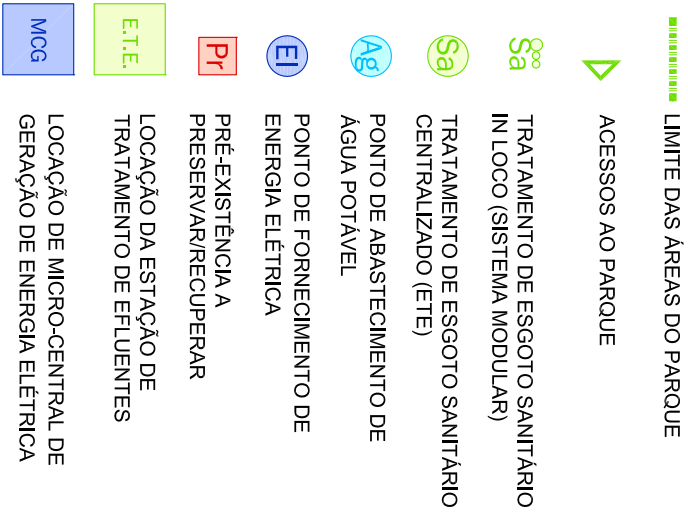 LIMITE DAS ÁREAS DO PARQUE
ACESSOS AO PARQUE
Sa
TRATAMENTO DE ESGOTO SANITÁRIO
IN LOCO (SISTEMA MODULAR)
Sa
TRATAMENTO DE ESGOTO SANITÁRIO
CENTRALIZADO (ETE)
Ag
PONTO DE ABASTECIMENTO DE
ÁGUA POTÁVEL
El
PONTO DE FORNECIMENTO DE
ENERGIA ELÉTRICA
Pr
PRÉ-EXISTÊNCIA A
PRESERVAR/RECUPERAR
E.T.E.
LOCAÇÃO DA ESTAÇÃO DE
TRATAMENTO DE EFLUENTES
MCG
LOCAÇÃO DE MICRO-CENTRAL DE
GERAÇÃO DE ENERGIA ELÉTRICA